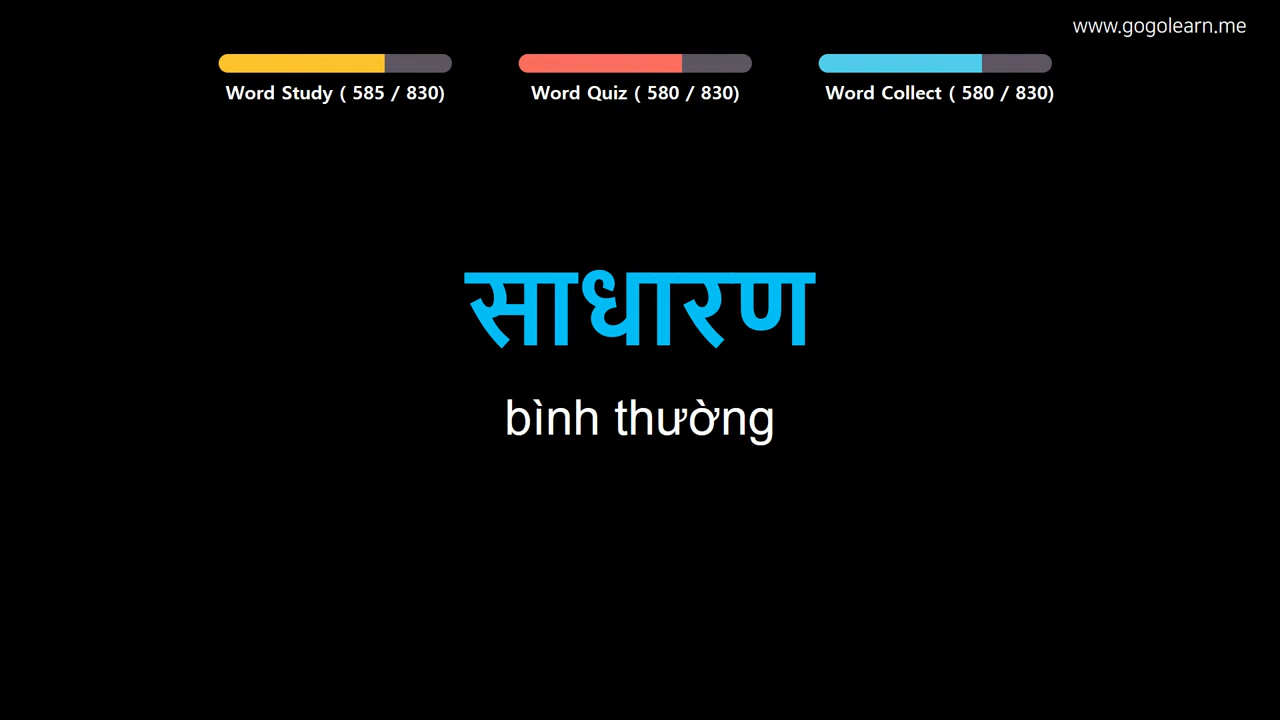 www.gogolearn.me
Word Study ( 585 / 830)
Word Quiz ( 580 / 830)
Word Collect ( 580 / 830)
साधारण
bình thường